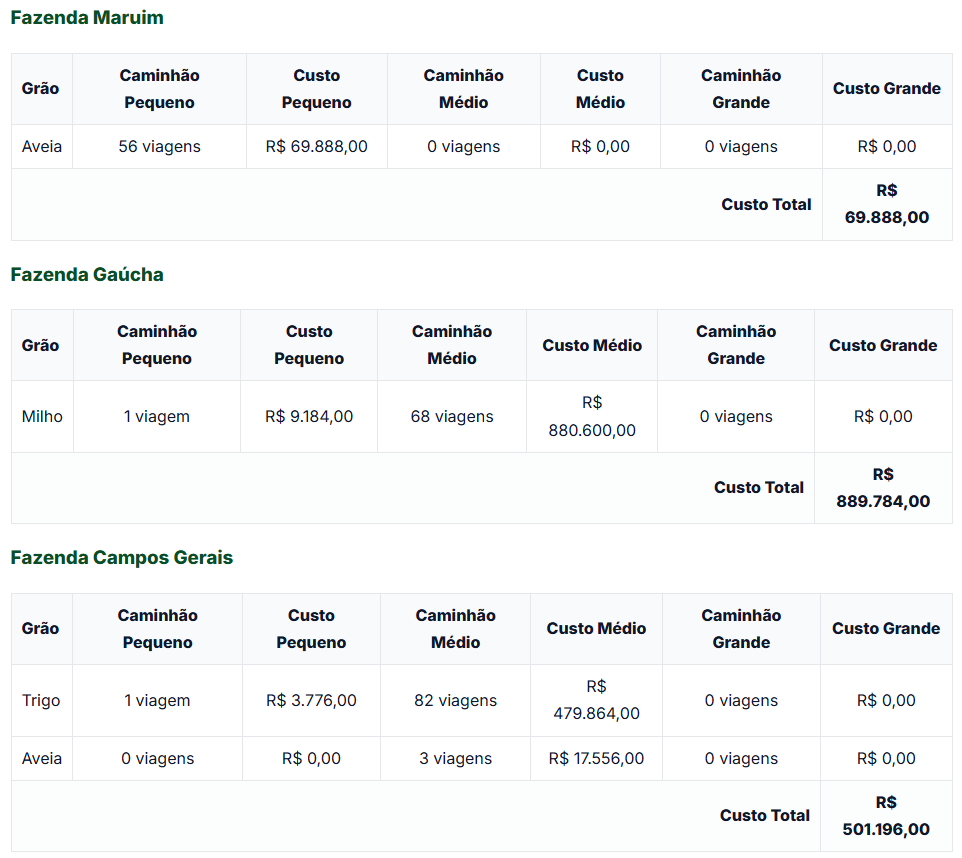 Fazenda Maruim
Grão | Caminhão Pequeno | Custo Pequeno | Caminhão Médio | Custo Médio | Caminhão Grande | Custo Grande
Aveia | 56 viagens | R$ 69.888,00 | 0 viagens | R$ 0,00 | 0 viagens | R$ 0,00
Custo Total | R$ 69.888,00
Fazenda Gaúcha
Grão | Caminhão Pequeno | Custo Pequeno | Caminhão Médio | Custo Médio | Caminhão Grande | Custo Grande
Milho | 1 viagem | R$ 9.184,00 | 68 viagens | R$ 880.600,00 | 0 viagens | R$ 0,00
Custo Total | R$ 889.784,00
Fazenda Campos Gerais
Grão | Caminhão Pequeno | Custo Pequeno | Caminhão Médio | Custo Médio | Caminhão Grande | Custo Grande
Trigo | 1 viagem | R$ 3.776,00 | 82 viagens | R$ 479.864,00 | 0 viagens | R$ 0,00
Aveia | 0 viagens | R$ 0,00 | 3 viagens | R$ 17.556,00 | 0 viagens | R$ 0,00
Custo Total | R$ 501.196,00